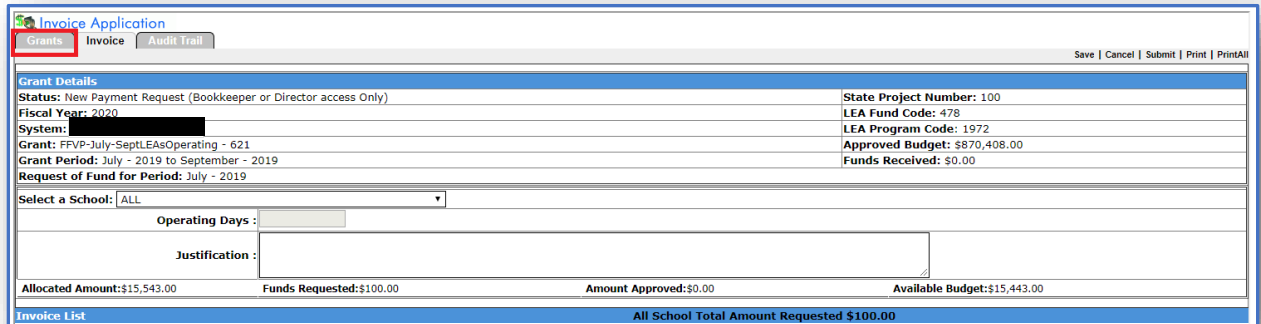 Invoice Application
Grants Invoice Audit Trail
Save | Cancel | Submit | Print | PrintAll
Grant Details
Status: New Payment Request (Bookkeeper or Director access Only) State Project Number: 100
Fiscal Year: 2020 LEA Fund Code: 478
System: LEA Program Code: 1972
Grant: FFVP-July-SeptLEAsOperating - 621 Approved Budget: $870,408.00
Grant Period: July - 2019 to September - 2019 Funds Received: $0.00
Request of Fund for Period: July - 2019
Select a School: ALL
Operating Days :
Justification :
Allocated Amount:$15,543.00 Funds Requested:$100.00 Amount Approved:$0.00 Available Budget:$15,443.00
Invoice List All School Total Amount Requested $100.00